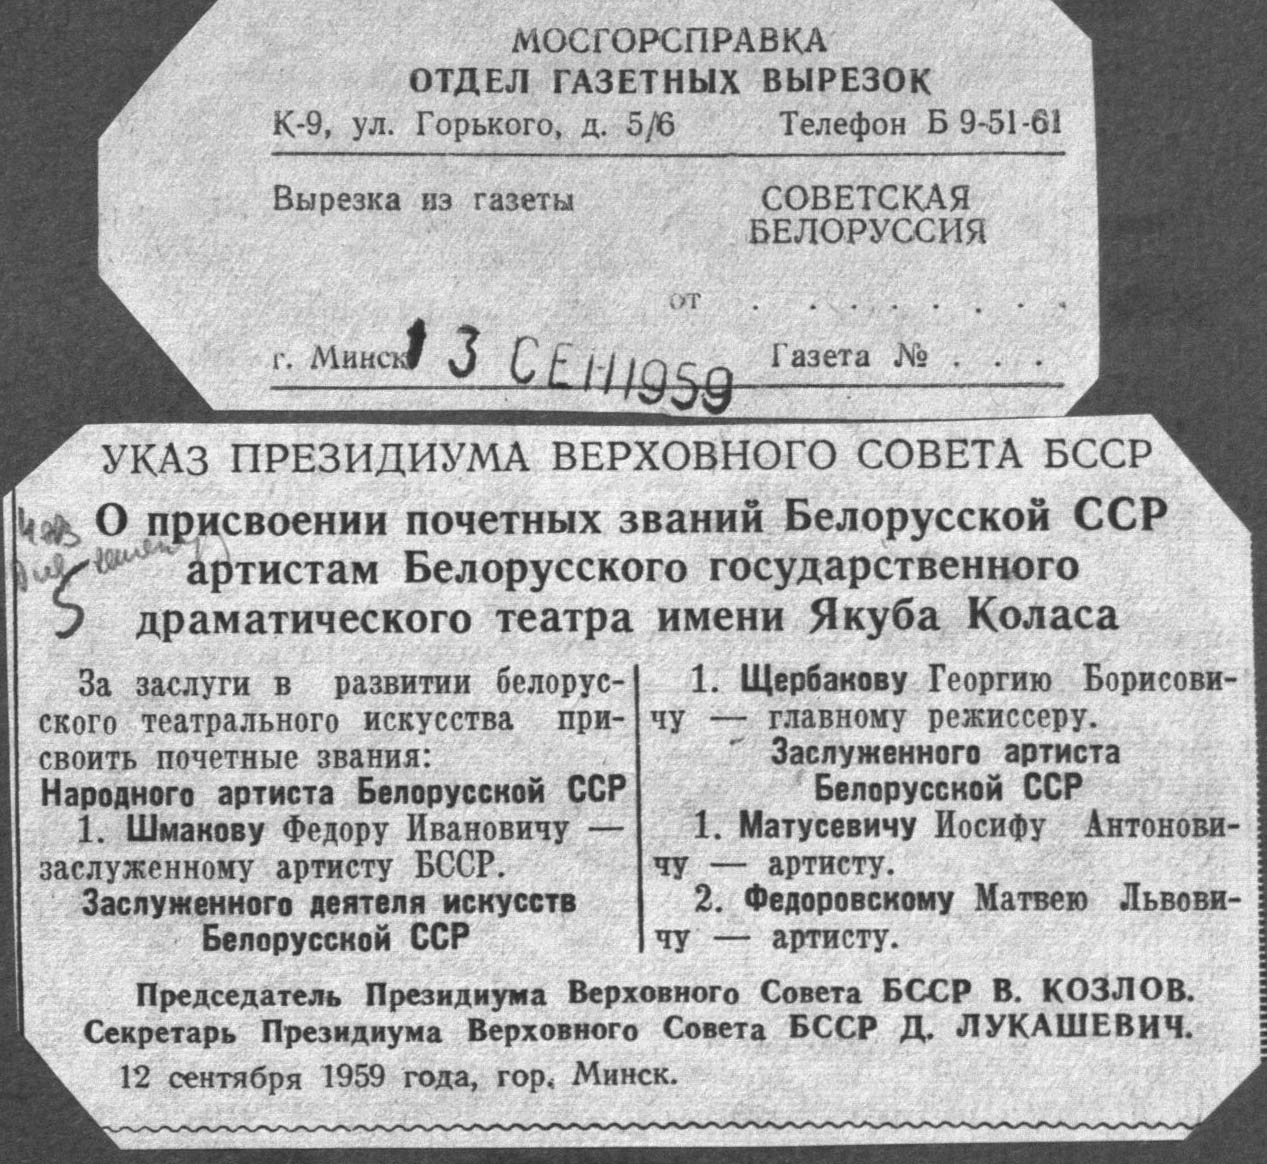 МОСГОРСПРАВКА
ОТДЕЛ ГАЗЕТНЫХ ВЫРЕЗОК
К-9, ул. Горького, д. 5/6 Телефон Б 9-51-61
Вырезка из газеты СОВЕТСКАЯ
БЕЛОРУССИЯ
от . . . . . . . .
г. Минск 13 СЕН 1959 Газета № . . .
УКАЗ ПРЕЗИДИУМА ВЕРХОВНОГО СОВЕТА БССР
О присвоении почетных званий Белорусской ССР
артистам Белорусского государственного
5
драматического театра имени Якуба Коласа
За заслуги в развитии белорус-
ского театрального искусства при-
своить почетные звания:
Народного артиста Белорусской ССР
1. Шмакову Федору Ивановичу —
заслуженному артисту БССР.
Заслуженного деятеля искусств
Белорусской ССР
1. Щербакову Георгию Борисови-
чу — главному режиссеру.
Заслуженного артиста
Белорусской ССР
1. Матусевичу Иосифу Антонови-
чу — артисту.
2. Федоровскому Матвею Львови-
чу — артисту.
Председатель Президиума Верховного Совета БССР В. КОЗЛОВ.
Секретарь Президиума Верховного Совета БССР Д. ЛУКАШЕВИЧ.
12 сентября 1959 года, гор. Минск.